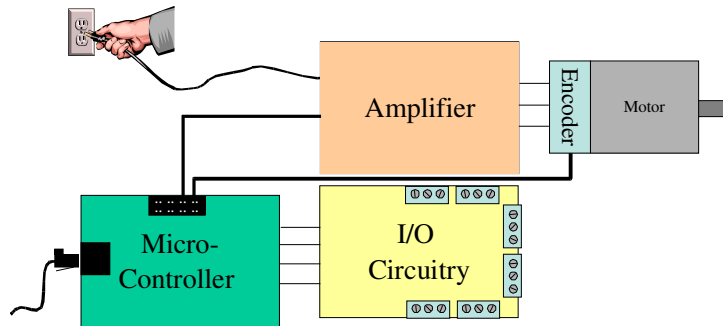 Amplifier
Encoder
Motor
Micro-
Controller
I/O
Circuitry